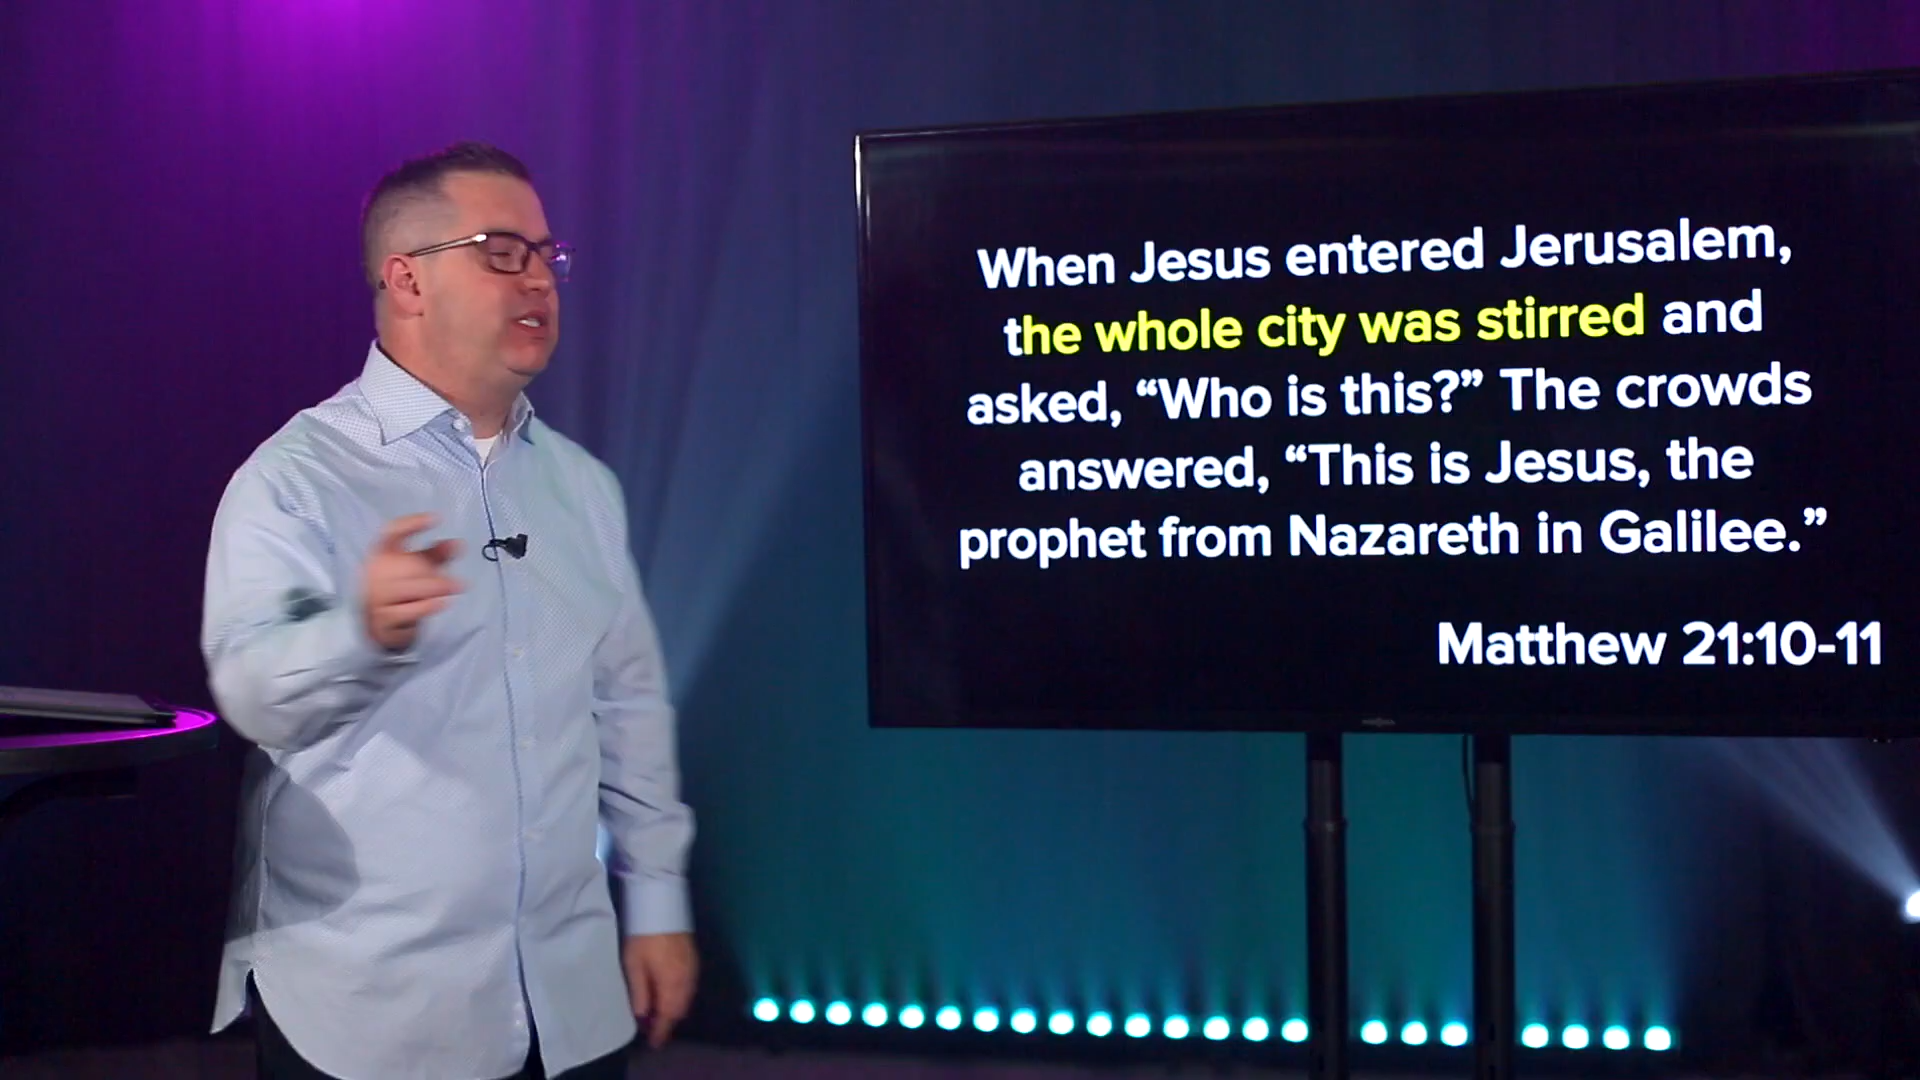 When Jesus entered Jerusalem,
the whole city was stirred and
asked, “Who is this?” The crowds
answered, “This is Jesus, the
prophet from Nazareth in Galilee.”
Matthew 21:10-11